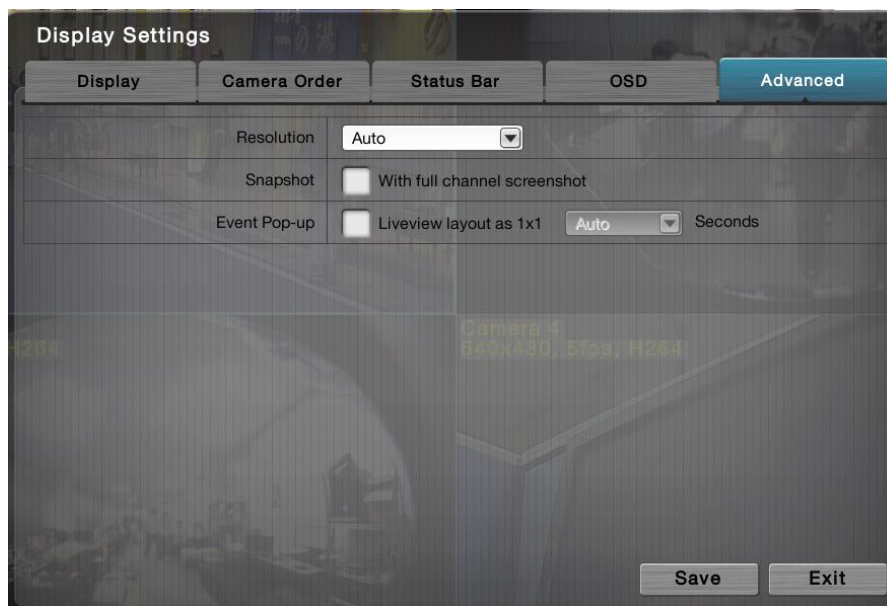 Display Settings
Display Camera Order Status Bar OSD Advanced
Resolution Auto
Snapshot With full channel screenshot
Event Pop-up Liveview layout as 1x1 Auto Seconds
Camera 4
H264 640x480, 5fps, H264
Save Exit